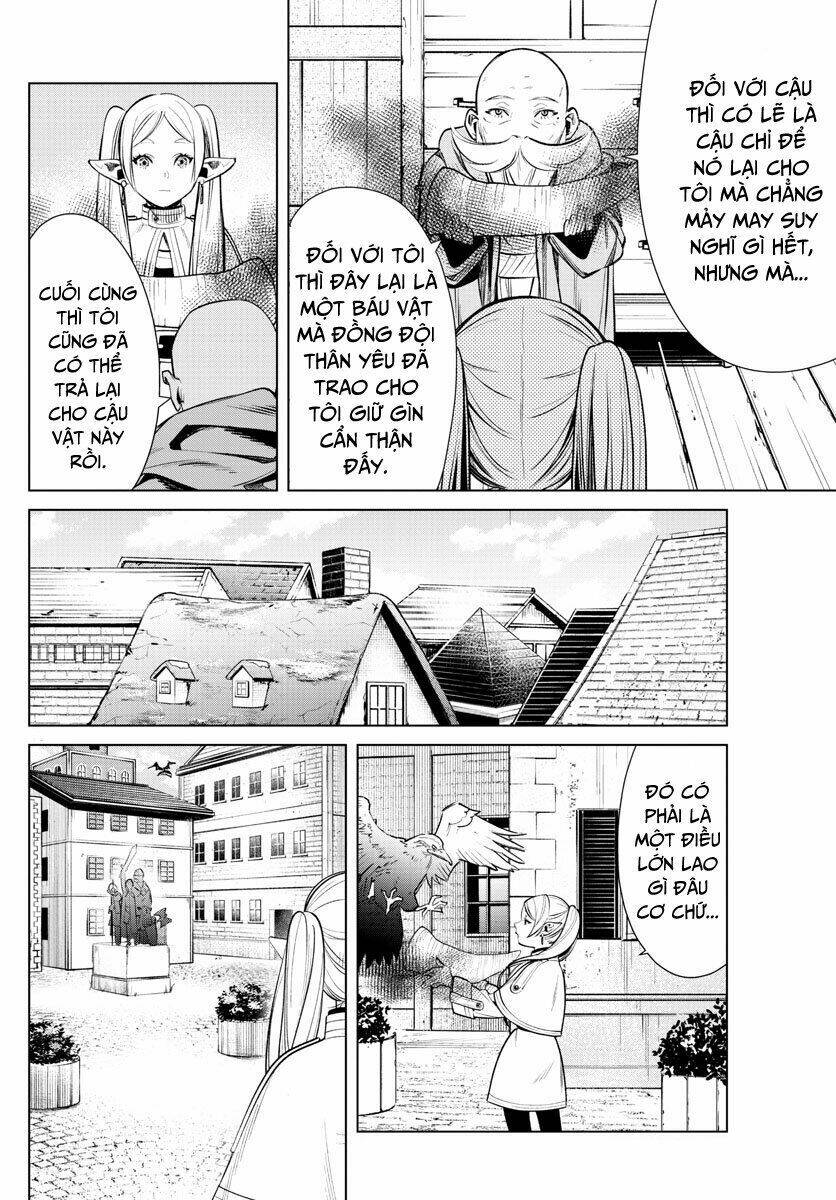 ĐỐI VỚI CẬU
THÌ CÓ LẼ LÀ
CẬU CHỈ ĐỂ
NÓ LẠI CHO
TÔI MÀ CHẲNG
MẢY MAY SUY
NGHĨ GÌ HẾT,
NHƯNG MÀ...
ĐỐI VỚI TÔI
THÌ ĐÂY LẠI LÀ
MỘT BÁU VẬT
MÀ ĐỒNG ĐỘI
THÂN YÊU ĐÃ
TRAO CHO
TÔI GIỮ GÌN
CẨN THẬN
ĐẤY.
CUỐI CÙNG
THÌ TÔI
CŨNG ĐÃ
CÓ THỂ
TRẢ LẠI
CHO CẬU
VẬT NÀY
RỒI.
ĐÓ CÓ
PHẢI LÀ
MỘT ĐIỀU
LỚN LAO
GÌ ĐÂU
CƠ CHỨ...